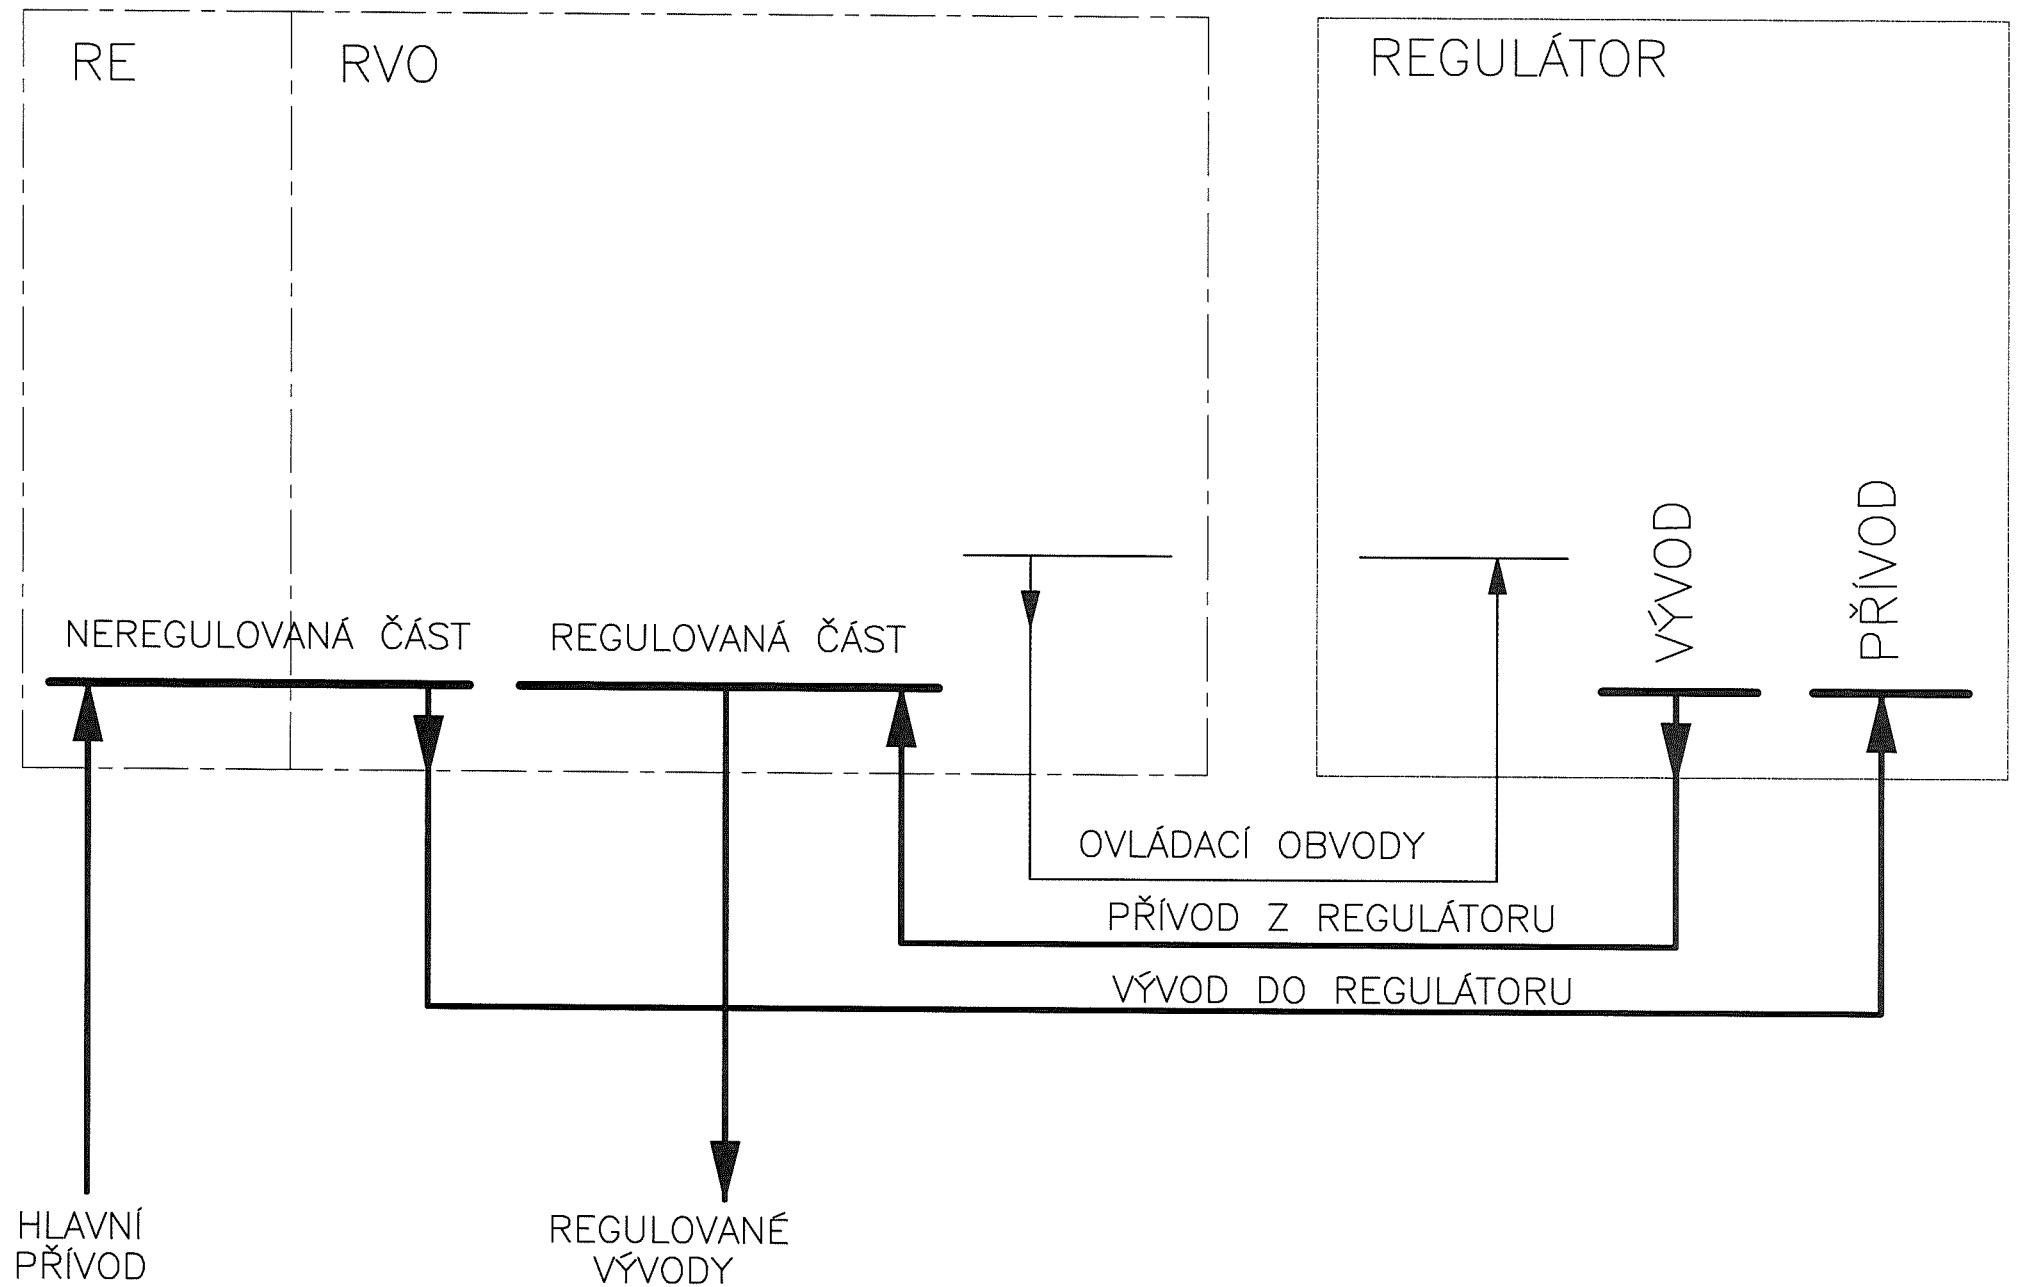 RE
RVO
REGULÁTOR
VÝVOD
PŘÍVOD
NEREGULOVANÁ ČÁST
REGULOVANÁ ČÁST
OVLÁDACÍ OBVODY
PŘÍVOD Z REGULÁTORU
VÝVOD DO REGULÁTORU
HLAVNÍ
PŘÍVOD
REGULOVANÉ
VÝVODY